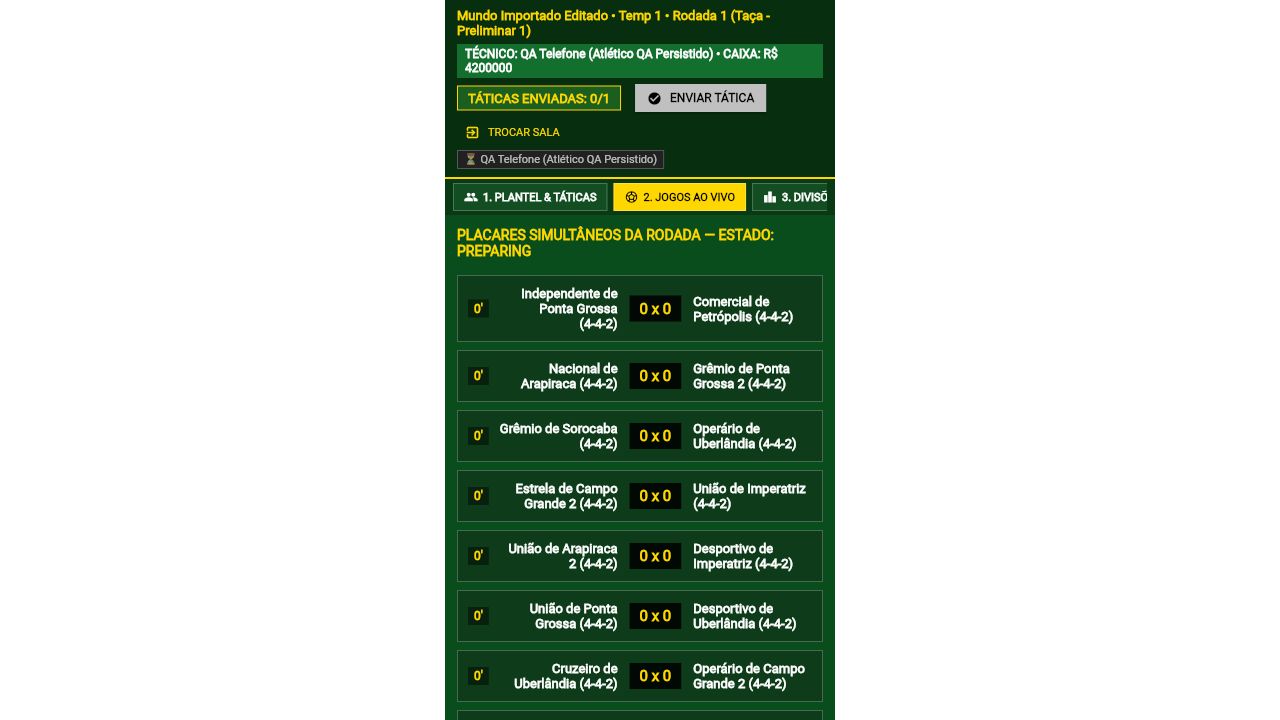 Mundo Importado Editado • Temp 1 • Rodada 1 (Taça -
Preliminar 1)
TÉCNICO: QA Telefone (Atlético QA Persistido) • CAIXA: R$
4200000
TÁTICAS ENVIADAS: 0/1
ENVIAR TÁTICA
TROCAR SALA
⏳ QA Telefone (Atlético QA Persistido)
1. PLANTEL & TÁTICAS
2. JOGOS AO VIVO
3. DIVISÕ
PLACARES SIMULTÂNEOS DA RODADA — ESTADO:
PREPARING
0'
Independente de
Ponta Grossa
(4-4-2)
0 x 0
Comercial de
Petrópolis (4-4-2)
0'
Nacional de
Arapiraca (4-4-2)
0 x 0
Grêmio de Ponta
Grossa 2 (4-4-2)
0'
Grêmio de Sorocaba
(4-4-2)
0 x 0
Operário de
Uberlândia (4-4-2)
0'
Estrela de Campo
Grande 2 (4-4-2)
0 x 0
União de Imperatriz
(4-4-2)
0'
União de Arapiraca
2 (4-4-2)
0 x 0
Desportivo de
Imperatriz (4-4-2)
0'
União de Ponta
Grossa (4-4-2)
0 x 0
Desportivo de
Uberlândia (4-4-2)
0'
Cruzeiro de
Uberlândia (4-4-2)
0 x 0
Operário de Campo
Grande 2 (4-4-2)